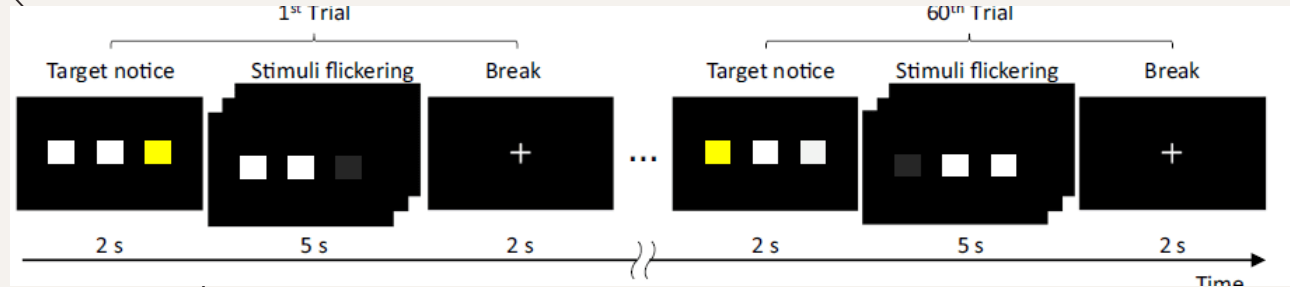 1st Trial 60th Trial
Target notice Stimuli flickering Break Target notice Stimuli flickering Break
...
2 s 5 s 2 s 2 s 5 s 2 s
Time